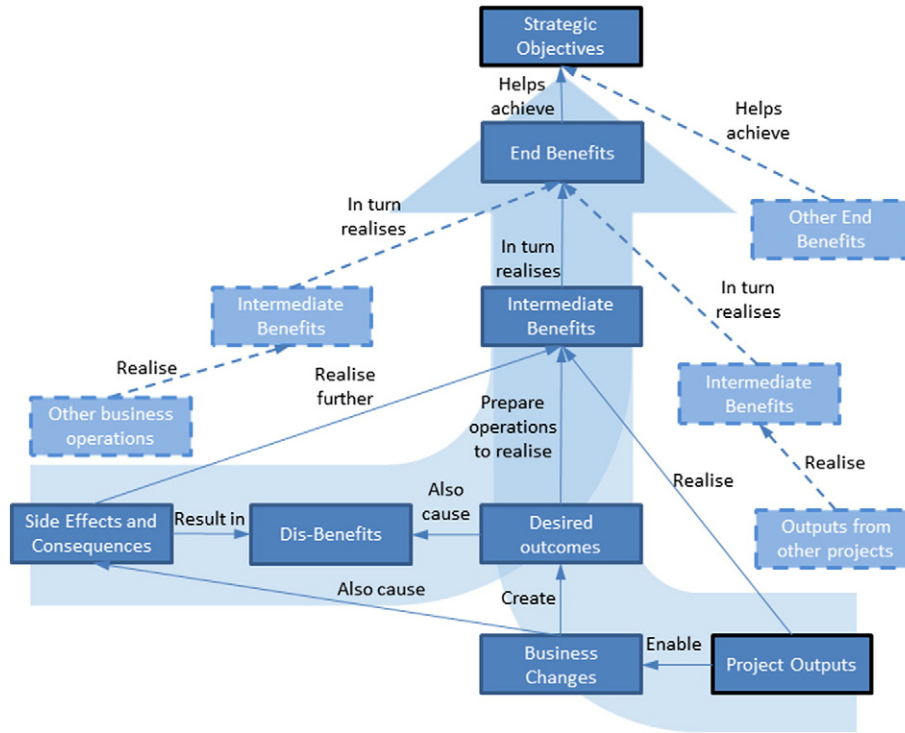 Strategic
Objectives
Helps
achieve
Helps
achieve
End Benefits
In turn
realises
Other End
Benefits
In turn
realises
Intermediate
Benefits
Intermediate
Benefits
In turn
realises
Realise
Realise
further
Intermediate
Benefits
Other business
operations
Prepare
operations
to realise
Realise
Realise
Side Effects and
Consequences
Result in
Dis-Benefits
Also
cause
Desired
outcomes
Outputs from
other projects
Also cause
Create
Business
Changes
Enable
Project Outputs